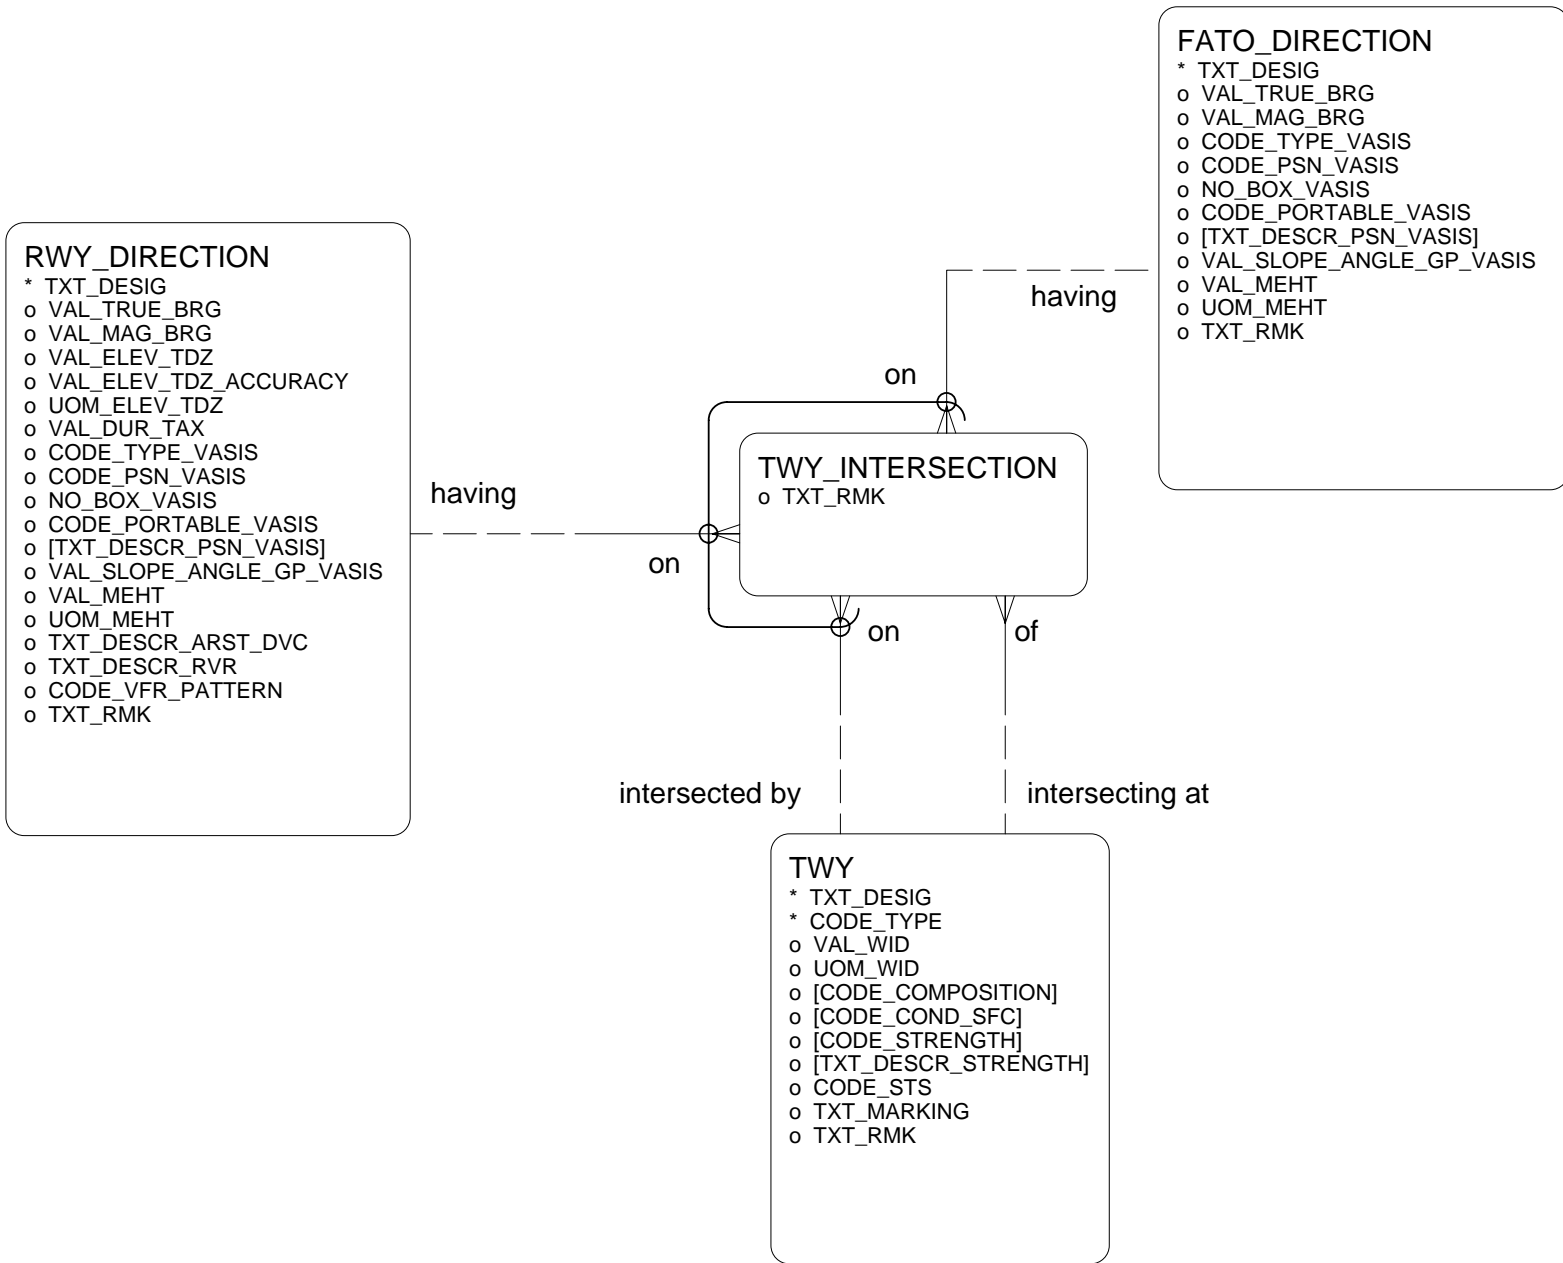 FATO_DIRECTION
* TXT_DESIG
o VAL_TRUE_BRG
o VAL_MAG_BRG
o CODE_TYPE_VASIS
o CODE_PSN_VASIS
o NO_BOX_VASIS
o CODE_PORTABLE_VASIS
o [TXT_DESCR_PSN_VASIS]
o VAL_SLOPE_ANGLE_GP_VASIS
o VAL_MEHT
o UOM_MEHT
o TXT_RMK
RWY_DIRECTION
* TXT_DESIG
o VAL_TRUE_BRG
o VAL_MAG_BRG
o VAL_ELEV_TDZ
o VAL_ELEV_TDZ_ACCURACY
o UOM_ELEV_TDZ
o VAL_DUR_TAX
o CODE_TYPE_VASIS
o CODE_PSN_VASIS
o NO_BOX_VASIS
o CODE_PORTABLE_VASIS
o [TXT_DESCR_PSN_VASIS]
o VAL_SLOPE_ANGLE_GP_VASIS
o VAL_MEHT
o UOM_MEHT
o TXT_DESCR_ARST_DVC
o TXT_DESCR_RVR
o CODE_VFR_PATTERN
o TXT_RMK
having
on
having
on
TWY_INTERSECTION
o TXT_RMK
on
of
intersected by
intersecting at
TWY
* TXT_DESIG
* CODE_TYPE
o VAL_WID
o UOM_WID
o [CODE_COMPOSITION]
o [CODE_COND_SFC]
o [CODE_STRENGTH]
o [TXT_DESCR_STRENGTH]
o CODE_STS
o TXT_MARKING
o TXT_RMK